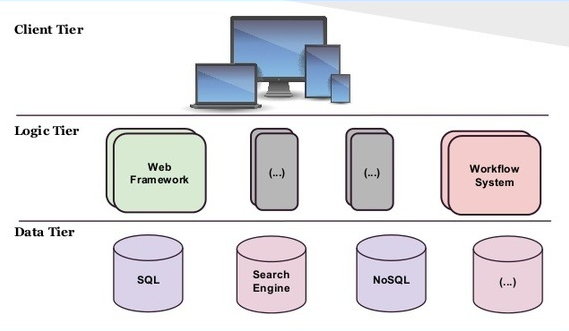 Client Tier
Logic Tier
Web
Framework
(...)
(...)
Workflow
System
Data Tier
SQL
Search
Engine
NoSQL
(...)